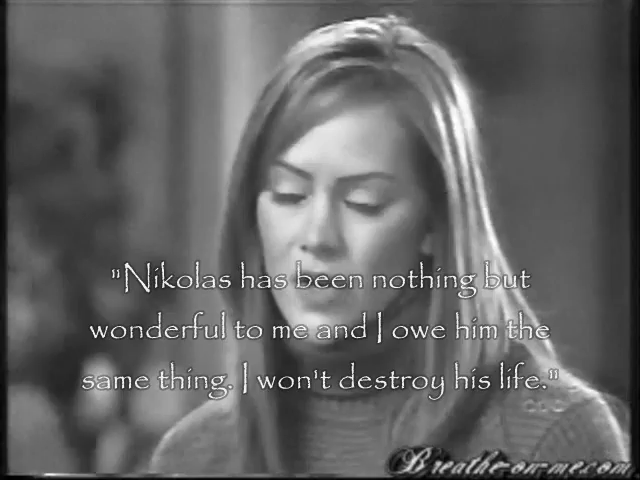 "Nikolas has been nothing but
wonderful to me and I owe him the
same thing. I won't destroy his life."
abc
Breathe-on-me.com